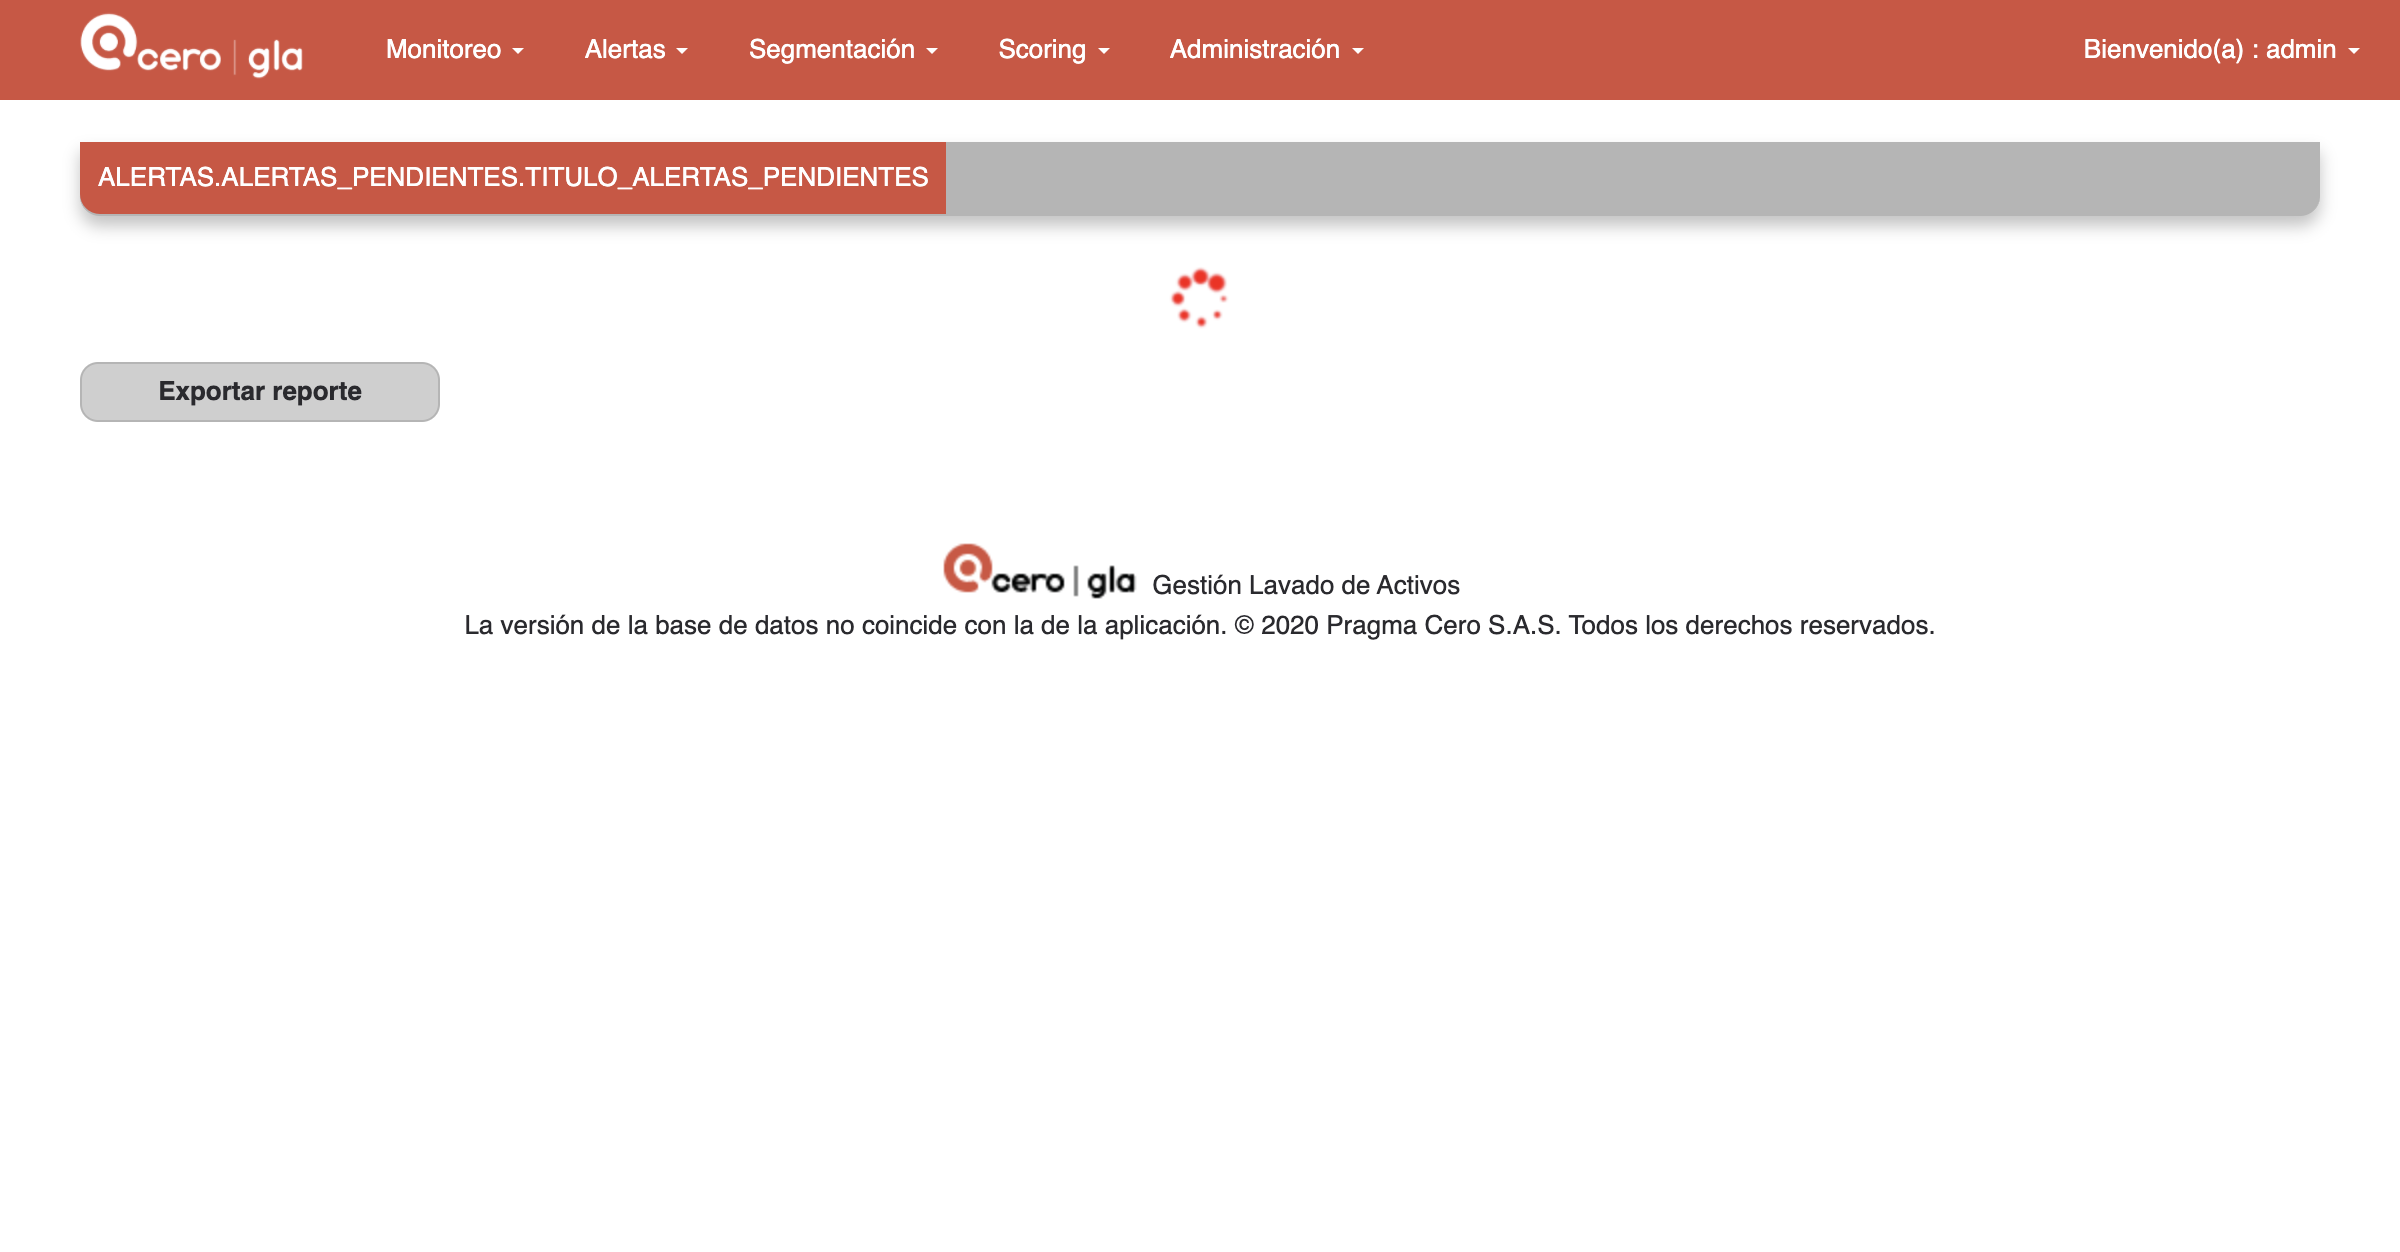 cero | gla Monitoreo Alertas Segmentación Scoring Administración Bienvenido(a) : admin
ALERTAS.ALERTAS_PENDIENTES.TITULO_ALERTAS_PENDIENTES
Exportar reporte
cero | gla Gestión Lavado de Activos
La versión de la base de datos no coincide con la de la aplicación. © 2020 Pragma Cero S.A.S. Todos los derechos reservados.